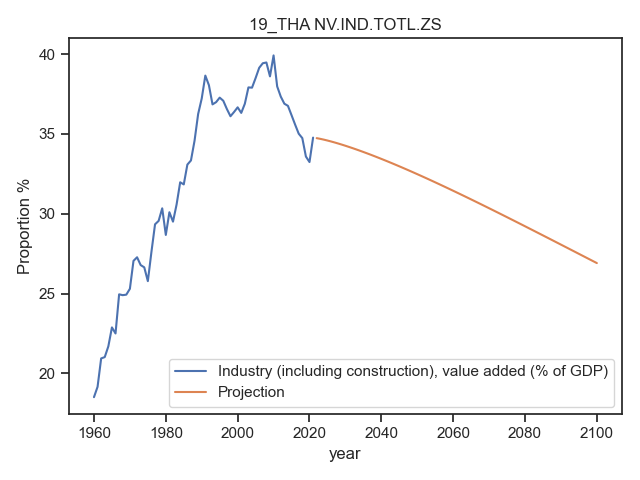 19_THA NV.IND.TOTL.ZS
40
35
30
25
20
Proportion %
Industry (including construction), value added (% of GDP)
Projection
1960 1980 2000 2020 2040 2060 2080 2100
year